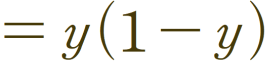 = y(1 − y)